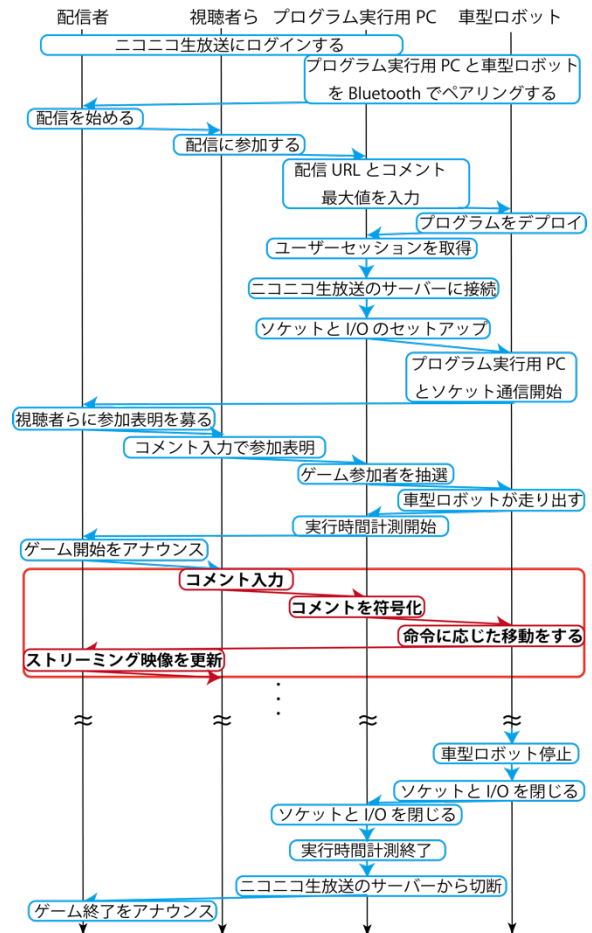 配信者 視聴者ら プログラム実行用 PC 車型ロボット
ニコニコ生放送にログインする
プログラム実行用 PC と車型ロボット
を Bluetooth でペアリングする
配信を始める
配信に参加する
配信 URL とコメント
最大値を入力
プログラムをデプロイ
ユーザーセッションを取得
ニコニコ生放送のサーバーに接続
ソケットと I/O のセットアップ
プログラム実行用 PC
とソケット通信開始
視聴者らに参加表明を募る
コメント入力で参加表明
ゲーム参加者を抽選
車型ロボットが走り出す
実行時間計測開始
ゲーム開始をアナウンス
コメント入力
コメントを符号化
命令に応じた移動をする
ストリーミング映像を更新
車型ロボット停止
ソケットと I/O を閉じる
ソケットと I/O を閉じる
実行時間計測終了
ニコニコ生放送のサーバーから切断
ゲーム終了をアナウンス